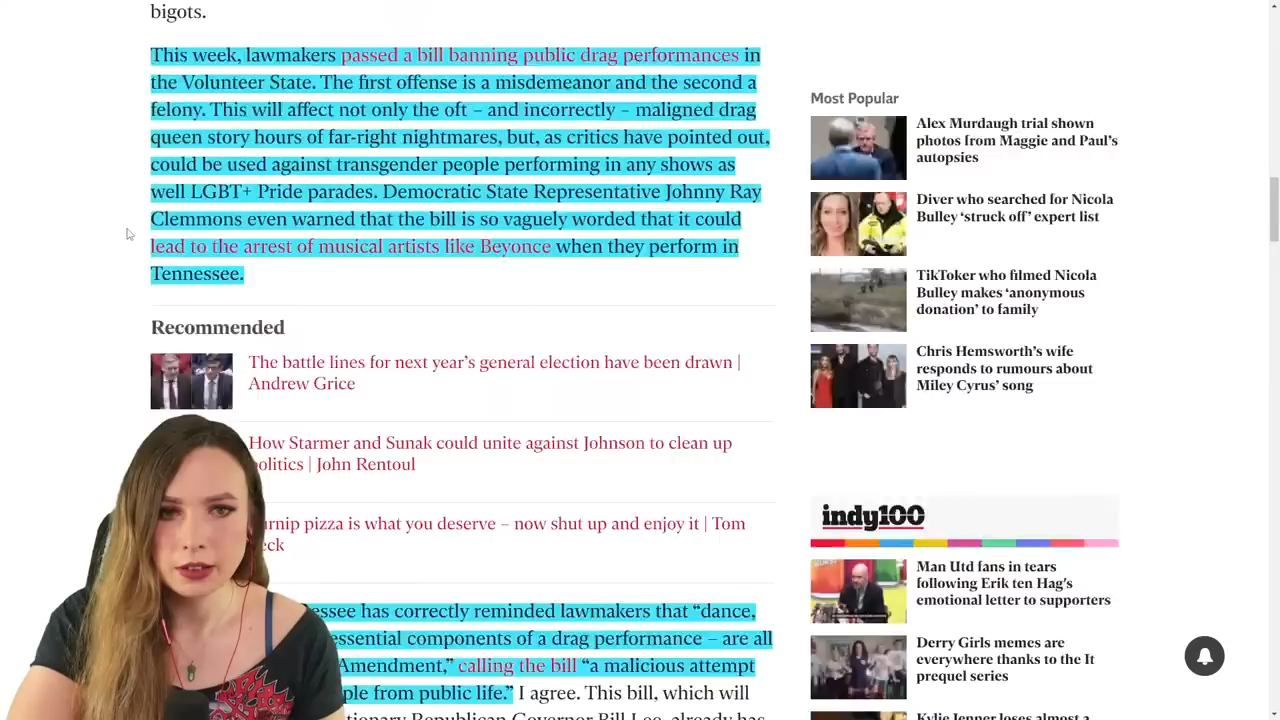 bigots.
This week, lawmakers passed a bill banning public drag performances in
the Volunteer State. The first offense is a misdemeanor and the second a
felony. This will affect not only the oft – and incorrectly – maligned drag
queen story hours of far-right nightmares, but, as critics have pointed out,
could be used against transgender people performing in any shows as
well LGBT+ Pride parades. Democratic State Representative Johnny Ray
Clemmons even warned that the bill is so vaguely worded that it could
lead to the arrest of musical artists like Beyonce when they perform in
Tennessee.
Recommended
The battle lines for next year's general election have been drawn |
Andrew Grice
How Starmer and Sunak could unite against Johnson to clean up
politics | John Rentoul
pizza is what you deserve – now shut up and enjoy it | Tom
has correctly reminded lawmakers that “dance,
essential components of a drag performance – are all
Amendment,” calling the bill “a malicious attempt
from public life.” I agree. This bill, which will
Republican Governor Bill Lee, already has
Most Popular
Alex Murdaugh trial shown
photos from Maggie and Paul's
autopsies
Diver who searched for Nicola
Bulley ‘struck off’ expert list
TikToker who filmed Nicola
Bulley makes ‘anonymous
donation’ to family
Chris Hemsworth's wife
responds to rumours about
Miley Cyrus’ song
indy100
Man Utd fans in tears
following Erik ten Hag's
emotional letter to supporters
Derry Girls memes are
everywhere thanks to the It
prequel series
Kylie Jenner loses almost a